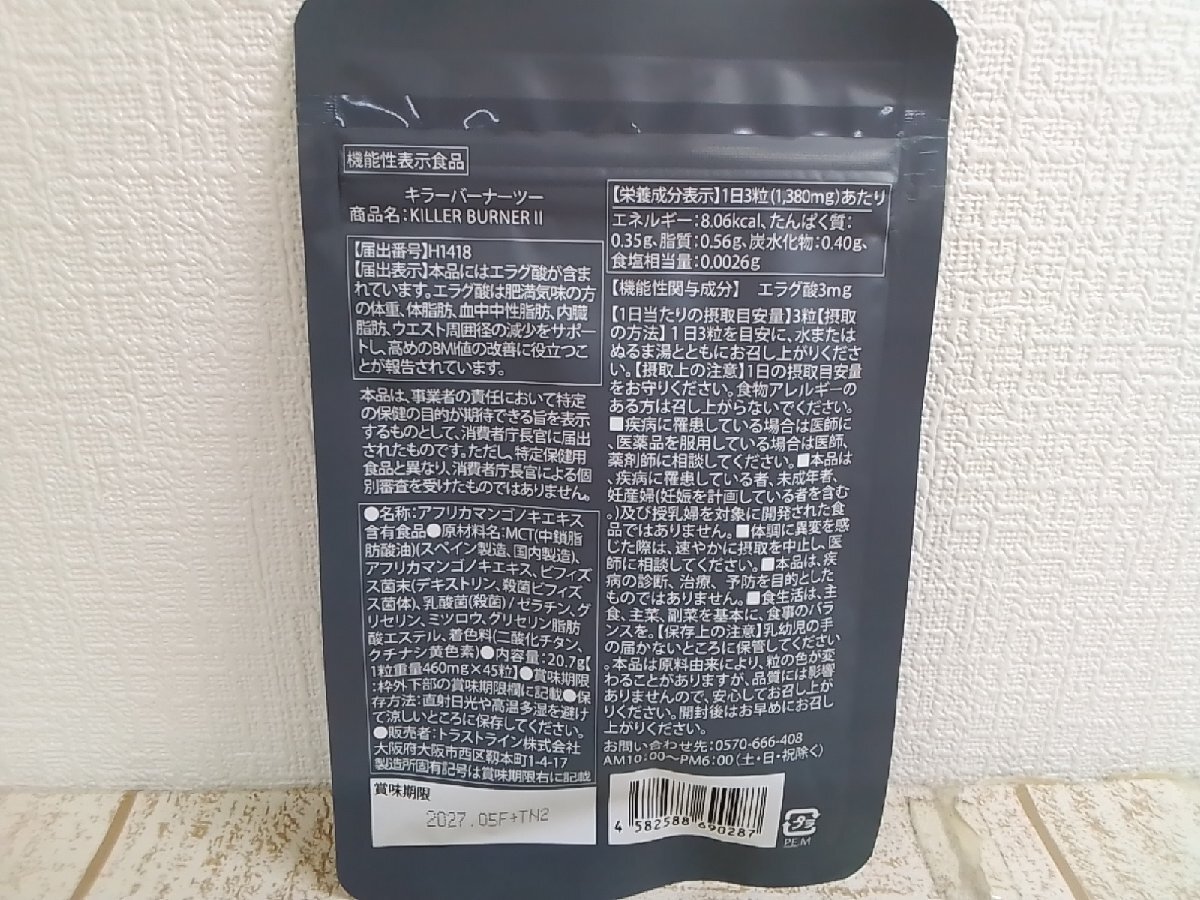 機能性表示食品
キラーバーナーツー
商品名：KILLER BURNER II
【届出番号】H1418
【届出表示】本品にはエラグ酸が含ま
れています。エラグ酸は肥満気味の方
の体重、体脂肪、血中中性脂肪、内臓
脂肪、ウエスト周囲径の減少をサポー
トし、高めのBMI値の改善に役立つこ
とが報告されています。
本品は、事業者の責任において特定
の保健の目的が期待できる旨を表示
するものとして、消費者庁長官に届出
されたものです。ただし、特定保健用
食品と異なり、消費者庁長官による個
別審査を受けたものではありません。
●名称：アフリカマンゴノキエキス
含有食品●原材料名：MCT(中鎖脂
肪酸油)(スペイン製造、国内製造)、
アフリカマンゴノキエキス、ビフィズ
ス菌末(デキストリン、殺菌ビフィズ
ス菌体)、乳酸菌(殺菌)/ゼラチン、グ
リセリン、ミツロウ、グリセリン脂肪
酸エステル、着色料(二酸化チタン、
クチナシ黄色素)●内容量：20.7g【
1粒重量460mg×45粒】●賞味期限
:枠外下部の賞味期限欄に記載●保
存方法：直射日光や高温多湿を避け
て涼しいところに保存してください。
●販売者：トラストライン株式会社
大阪府大阪市西区靱本町1-4-17
製造所固有記号は賞味期限右に記載
賞味期限
2027.05F+TN2
【栄養成分表示】1日3粒(1,380mg)あたり
エネルギー：8.06kcal、たんぱく質：
0.35g、脂質：0.56g、炭水化物：0.40g、
食塩相当量：0.0026g
【機能性関与成分】 エラグ酸3mg
【1日当たりの摂取目安量】3粒【摂取
の方法】1日3粒を目安に、水または
ぬるま湯とともにお召し上がりくださ
い。【摂取上の注意】1日の摂取目安量
をお守りください。食物アレルギーの
ある方は召し上がらないでください。
■疾病に罹患している場合は医師に
、医薬品を服用している場合は医師、
薬剤師に相談してください。■本品は
、疾病に罹患している者、未成年者、
妊産婦(妊娠を計画している者を含む
。)及び授乳婦を対象に開発された食
品ではありません。■体調に異変を感
じた際は、速やかに摂取を中止し、医
師に相談してください。■本品は、疾
病の診断、治療、予防を目的とした
ものではありません。■食生活は、主
食、主菜、副菜を基本に、食事のバラ
ンスを。【保存上の注意】乳幼児の手
の届かないところに保管してください
。本品は原料由来により、粒の色が変
わることがありますが、品質には影響
ありませんので、安心してお召し上が
りください。開封後はお早めにお召し
上がりください。
お問い合わせ先：0570-666-408
AM10:00～PM6:00(土・日・祝除く)
4 582588 690287
プラ
PE,M